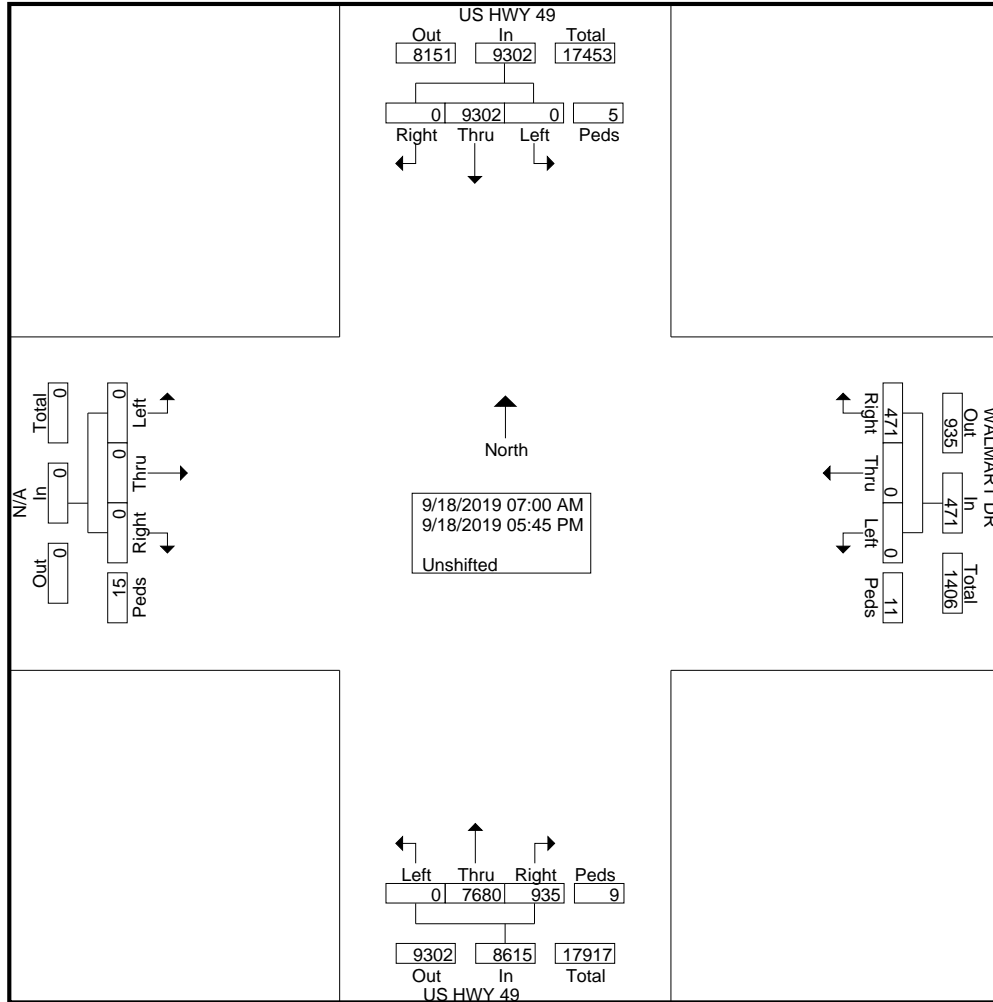 US HWY 49
Out In Total
8151 9302 17453
0 9302 0 5
Right Thru Left Peds
N/A
Total In Out
0 0 0
0 0 0 15
Left Thru Right Peds
North
9/18/2019 07:00 AM
9/18/2019 05:45 PM
Unshifted
WALMART DR
Out In Total
935 471 1406
471 0 0 11
Right Thru Left Peds
Left Thru Right Peds
0 7680 935 9
9302 8615 17917
Out In Total
US HWY 49